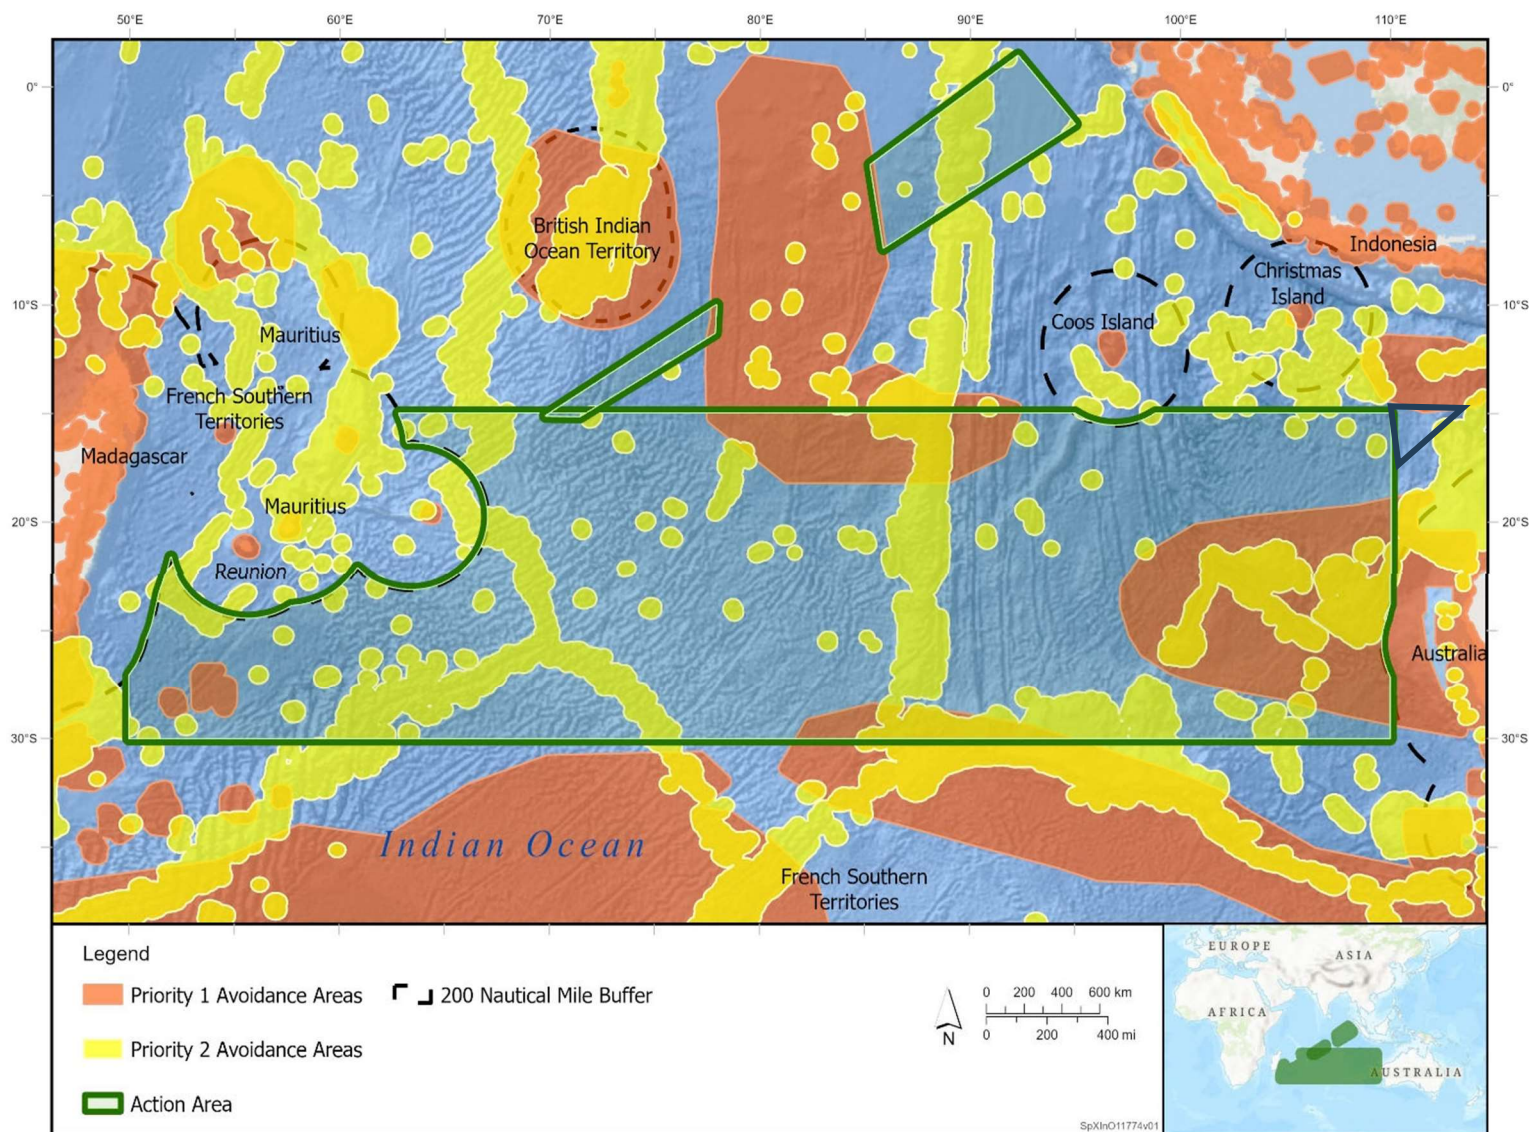 50°E 60°E 70°E 80°E 90°E 100°E 110°E
0° 0°
British Indian
Ocean Territory
Indonesia
Christmas
Island
10°S 10°S
Coos Island
Mauritius
French Southern
Territories
Madagascar
Mauritius
20°S 20°S
Reunion
Australia
30°S 30°S
Indian Ocean
French Southern
Territories
Legend
Priority 1 Avoidance Areas
200 Nautical Mile Buffer
Priority 2 Avoidance Areas
Action Area
N
0 200 400 600 km
0 200 400 mi
SpXInO11774v01
EUROPE
ASIA
AFRICA
AUSTRALIA